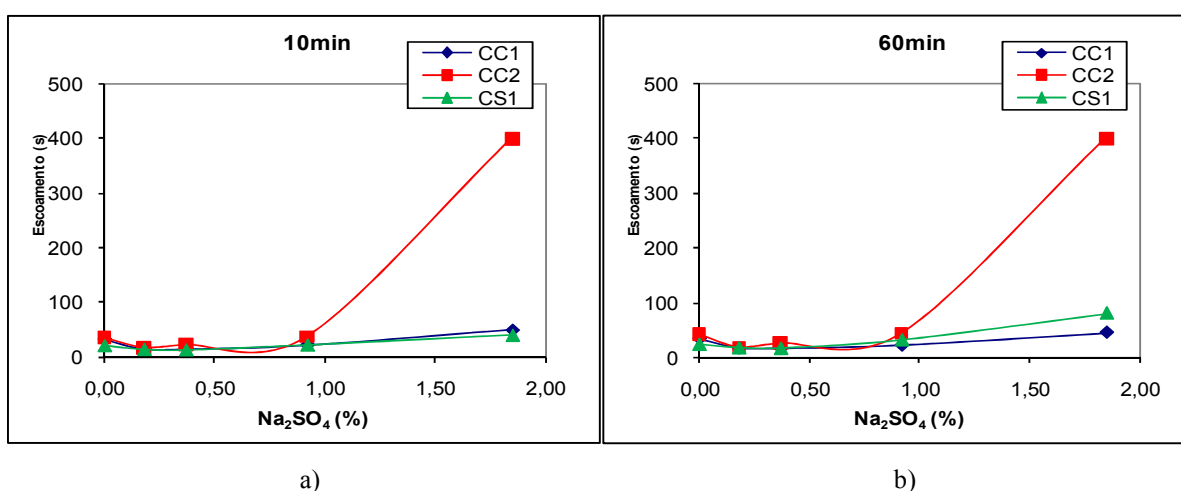 10min
CC1
CC2
CS1
500
400
300
200
100
0
Escoamento (s)
0,00 0,50 1,00 1,50 2,00
Na₂SO₄ (%)
a)
60min
CC1
CC2
CS1
500
400
300
200
100
0
Escoamento (s)
0,00 0,50 1,00 1,50 2,00
Na₂SO₄ (%)
b)